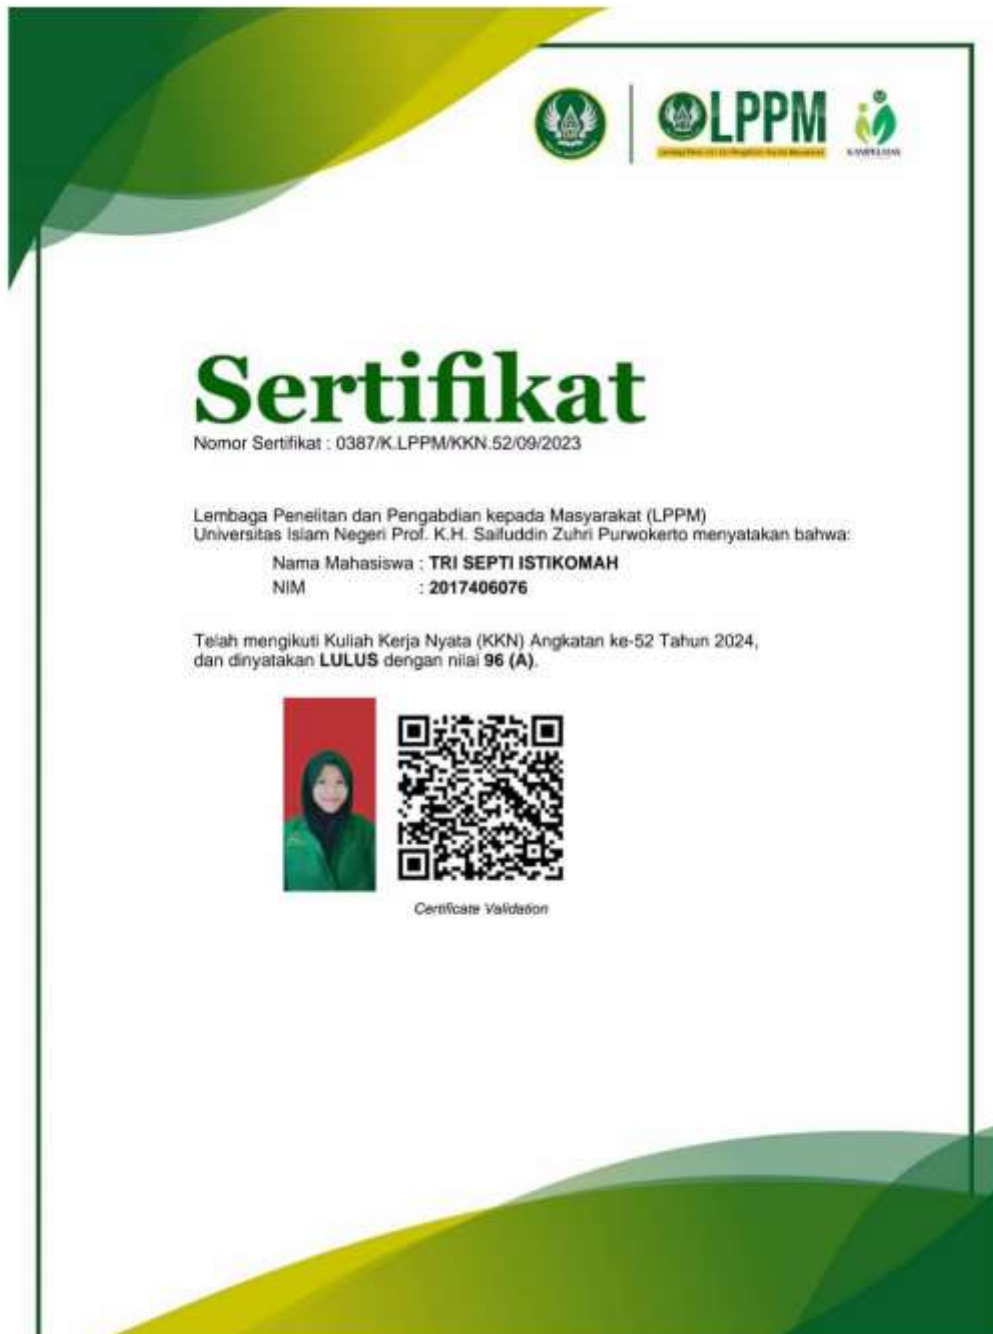 LPPM
KAMPELMAS
Sertifikat
Nomor Sertifikat : 0387/K.LPPM/KKN.52/09/2023
Lembaga Penelitan dan Pengabdian kepada Masyarakat (LPPM)
Universitas Islam Negeri Prof. K.H. Saifuddin Zuhri Purwokerto menyatakan bahwa:
Nama Mahasiswa : TRI SEPTI ISTIKOMAH
NIM : 2017406076
Telah mengikuti Kuliah Kerja Nyata (KKN) Angkatan ke-52 Tahun 2024,
dan dinyatakan LULUS dengan nilai 96 (A).
Certificate Validation